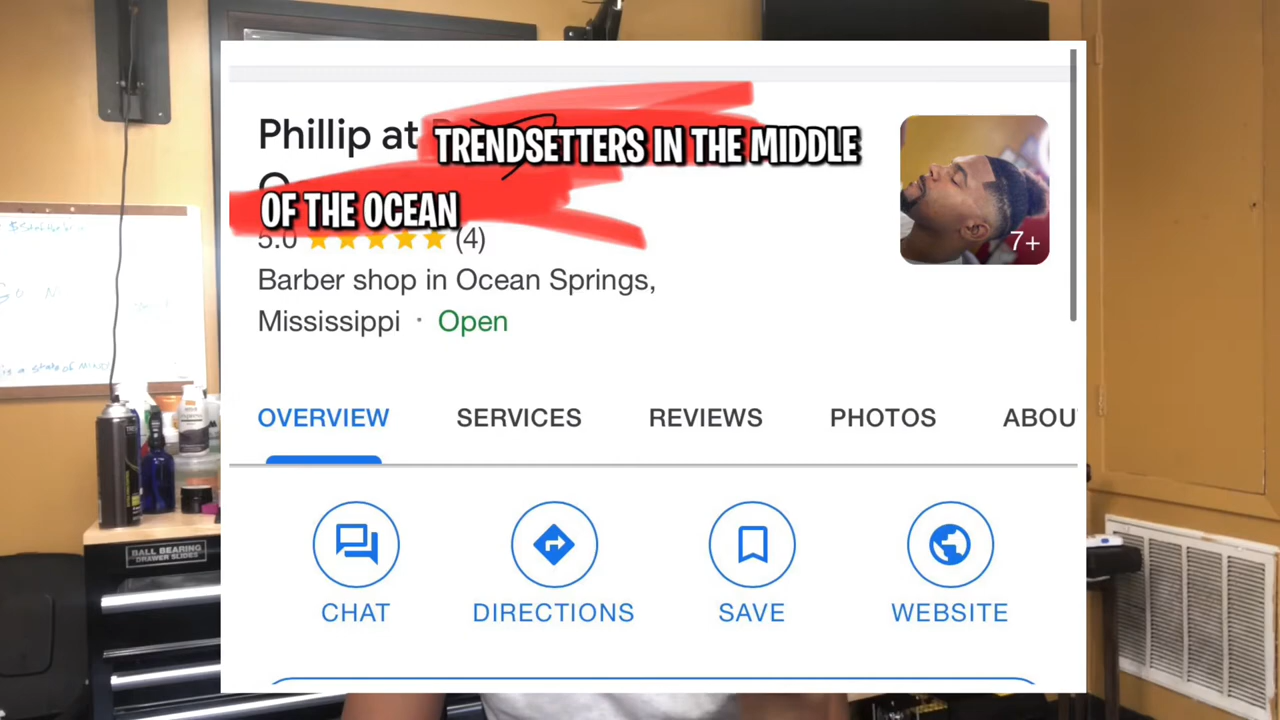 Phillip at TRENDSETTERS IN THE MIDDLE
OF THE OCEAN
5.0 (4)
Barber shop in Ocean Springs,
Mississippi · Open
7+
OVERVIEW SERVICES REVIEWS PHOTOS ABOU
CHAT DIRECTIONS SAVE WEBSITE
BALL BEARING
DRAWER SLIDES